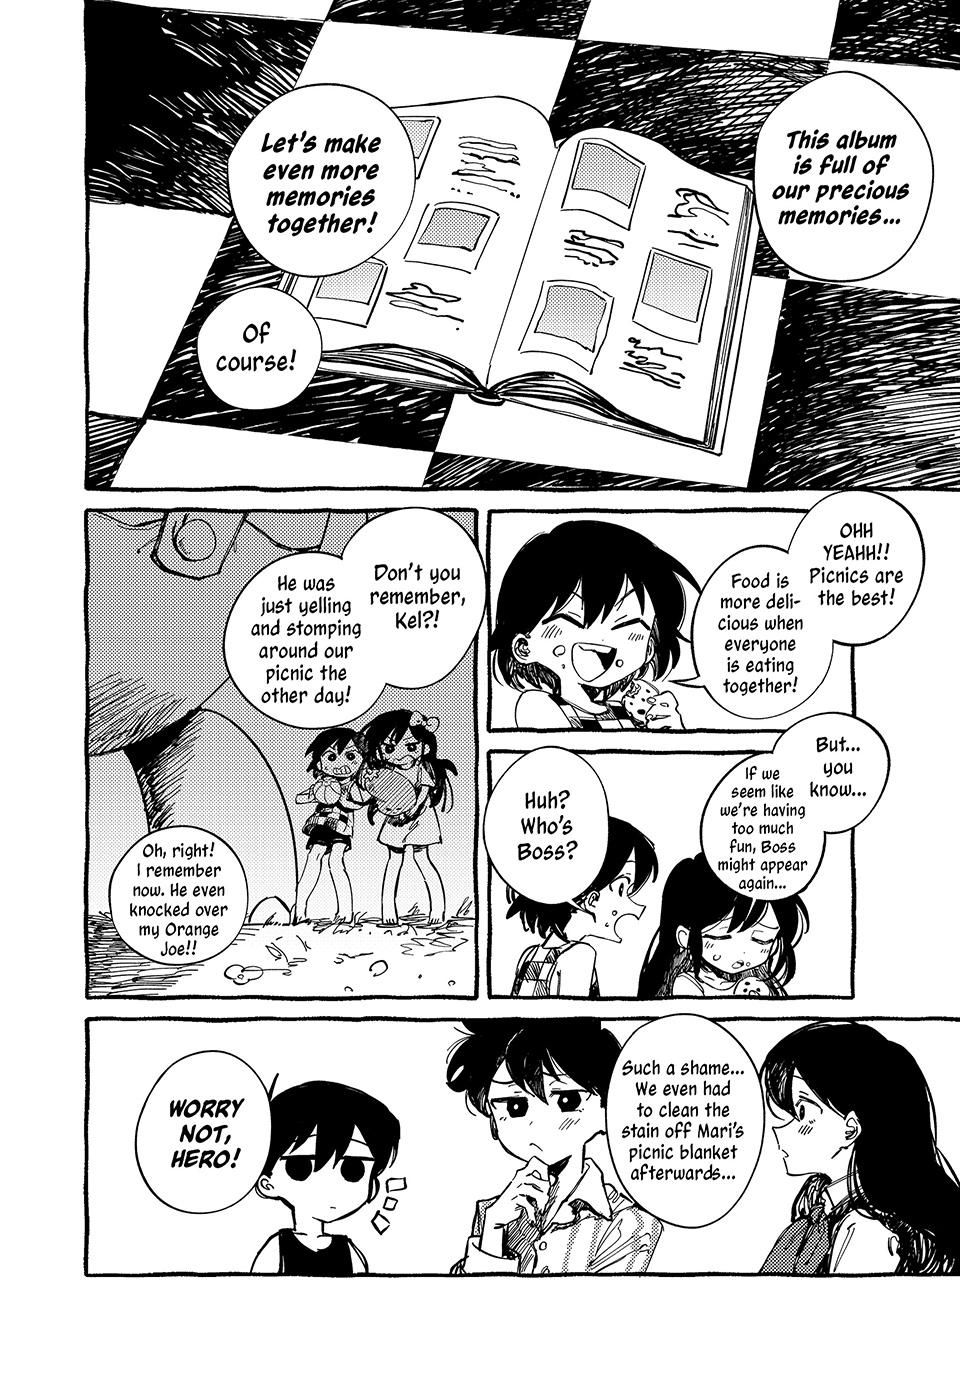 This album
is full of
our precious
memories...
Let's make
even more
memories
together!
Of
course!
OHH
YEAHH!!
Picnics are
the best!
Food is
more deli-
cious when
everyone
is eating
together!
But...
you
know...
If we
seem like
we're having
too much
fun, Boss
might appear
again...
Huh?
Who's
Boss?
Don't you
remember,
Kel?!
He was
just yelling
and stomping
around our
picnic the
other day!
Oh, right!
I remember
now. He even
knocked over
my Orange
Joe!!
Such a shame...
We even had
to clean the
stain off Mari's
picnic blanket
afterwards...
WORRY
NOT,
HERO!